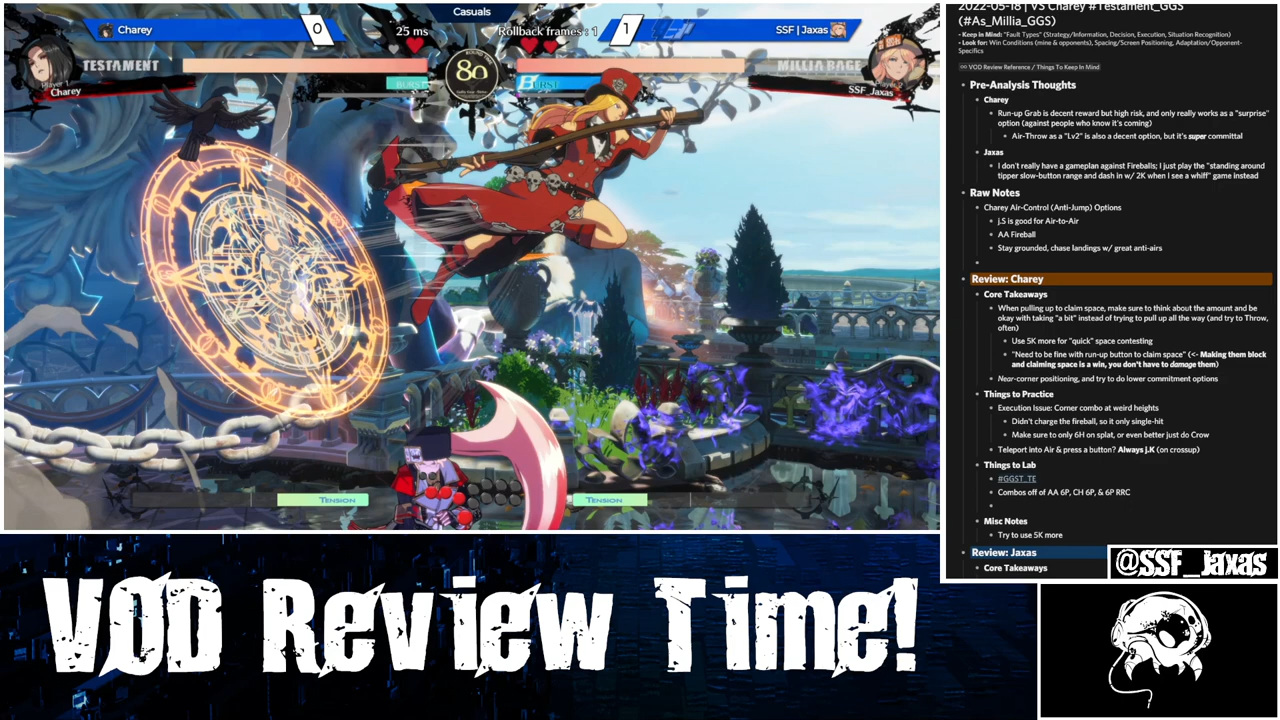 Casuals
Charey
0
25 ms
Rollback frames : 1
1
SSF | Jaxas
TESTAMENT
80
MILLIA RAGE
Player 1
Charey
BURST
BURST
SSF_Jaxas
TENSION
TENSION
2022-05-18 | VS Charey #Testament_GGS
(#As_Millia_GGS)
- Keep In Mind: "Fault Types" (Strategy/Information, Decision, Execution, Situation Recognition)
- Look for: Win Conditions (mine & opponents), Spacing/Screen Positioning, Adaptation/Opponent-
Specifics
VOD Review Reference / Things To Keep In Mind
Pre-Analysis Thoughts
Charey
Run-up Grab is decent reward but high risk, and only really works as a "surprise"
option (against people who know it's coming)
Air-Throw as a "Lv2" is also a decent option, but it's super committal
Jaxas
I don't really have a gameplan against Fireballs; I just play the "standing around
tipper slow-button range and dash in w/ 2K when I see a whiff" game instead
Raw Notes
Charey Air-Control (Anti-Jump) Options
j.S is good for Air-to-Air
AA Fireball
Stay grounded, chase landings w/ great anti-airs
Review: Charey
Core Takeaways
When pulling up to claim space, make sure to think about the amount and be
okay with taking "a bit" instead of trying to pull up all the way (and try to Throw,
often)
Use 5K more for "quick" space contesting
"Need to be fine with run-up button to claim space" (<- Making them block
and claiming space is a win, you don't have to damage them)
Near-corner positioning, and try to do lower commitment options
Things to Practice
Execution Issue: Corner combo at weird heights
Didn't charge the fireball, so it only single-hit
Make sure to only 6H on splat, or even better just do Crow
Teleport into Air & press a button? Always j.K (on crossup)
Things to Lab
#GGST_TE
Combos off of AA 6P, CH 6P, & 6P RRC
Misc Notes
Try to use 5K more
Review: Jaxas
Core Takeaways
@SSF_Jaxas
VOD Review Time!